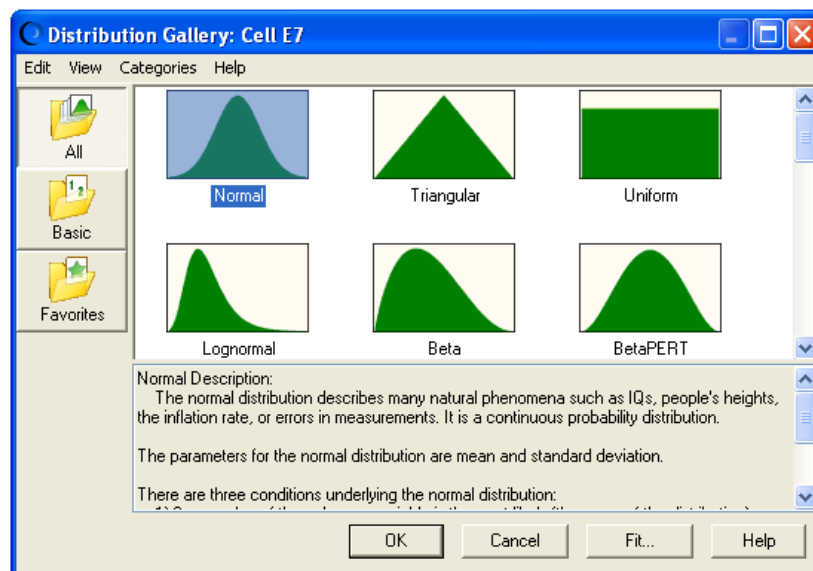 Distribution Gallery: Cell E7
Edit View Categories Help
All
Basic
Favorites
Normal
Triangular
Uniform
Lognormal
Beta
BetaPERT
Normal Description:
The normal distribution describes many natural phenomena such as IQs, people's heights,
the inflation rate, or errors in measurements. It is a continuous probability distribution.
The parameters for the normal distribution are mean and standard deviation.
There are three conditions underlying the normal distribution:
OK
Cancel
Fit...
Help